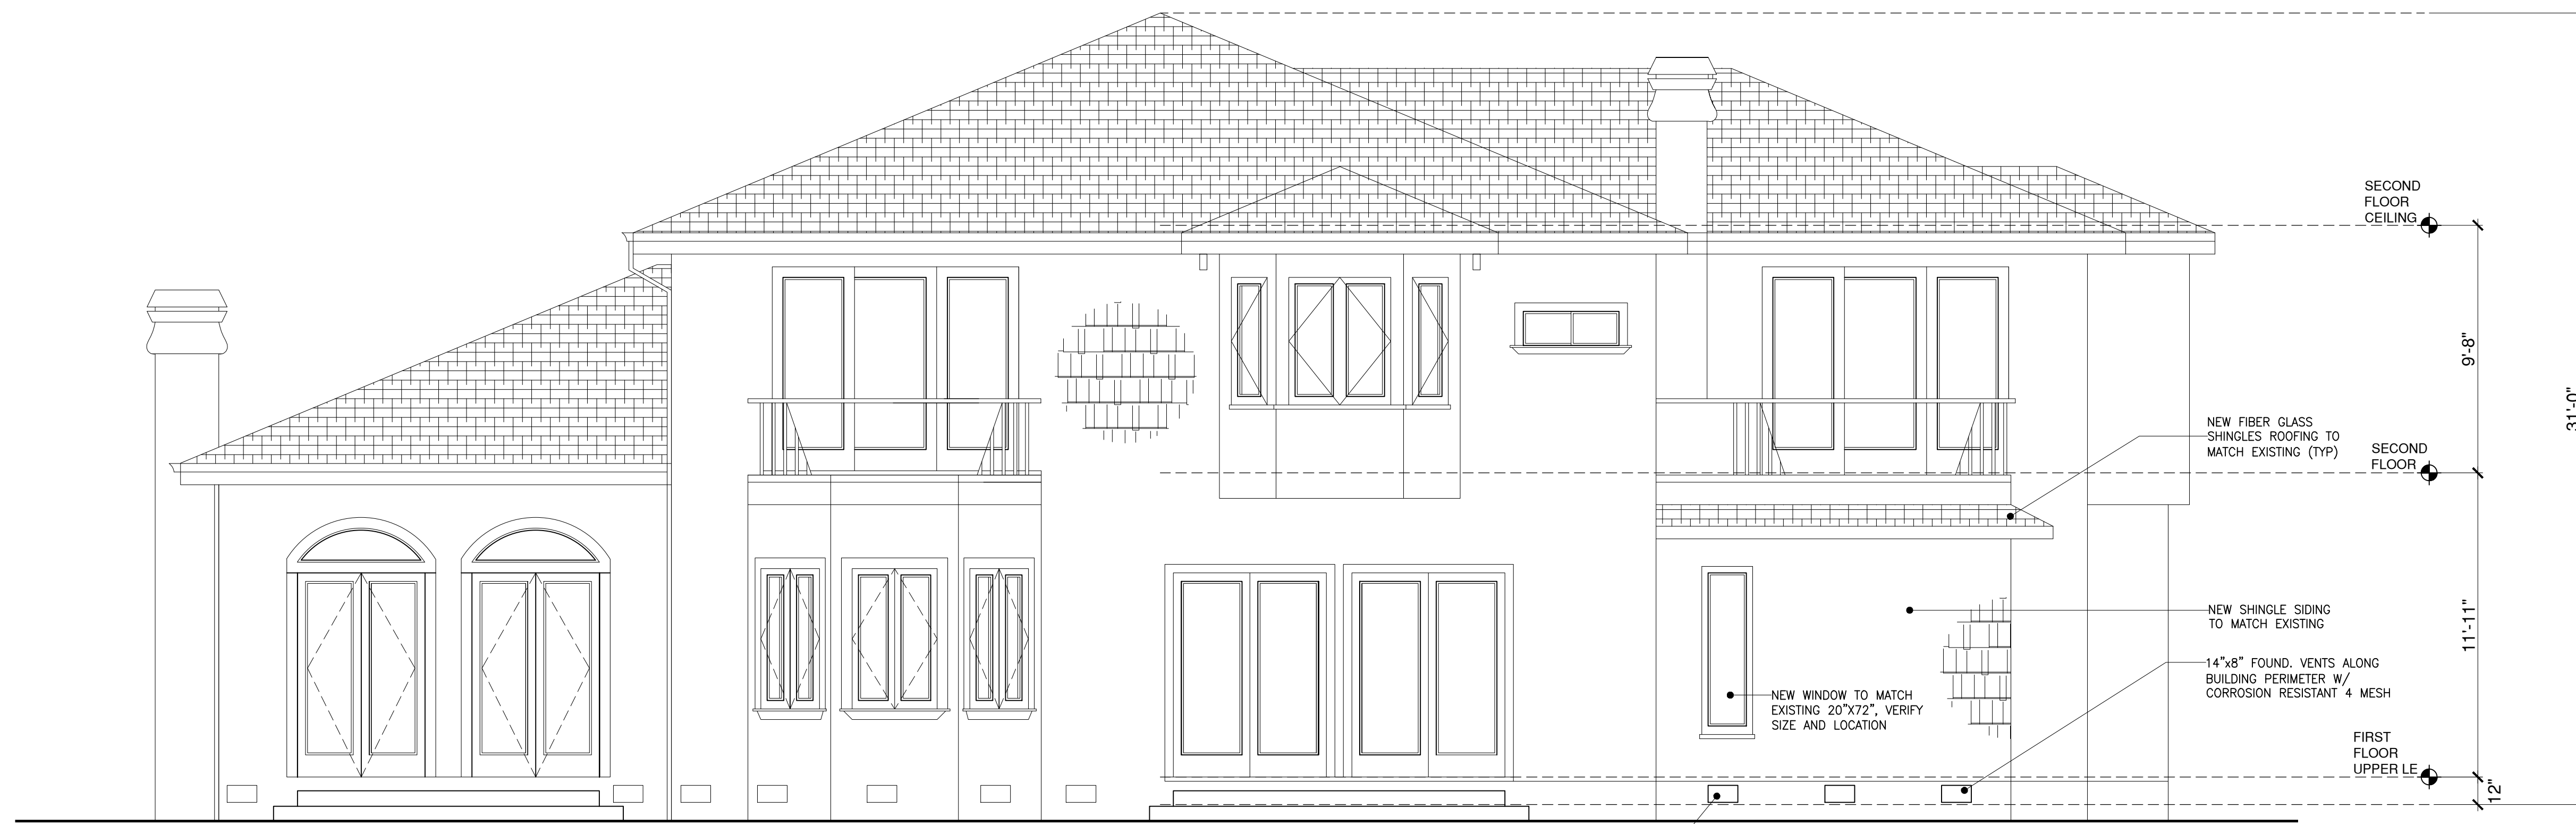 SECOND
FLOOR
CEILING
9'-8"
31'-0"
NEW FIBER GLASS
SHINGLES ROOFING TO
MATCH EXISTING (TYP)
SECOND
FLOOR
11'-11"
NEW SHINGLE SIDING
TO MATCH EXISTING
14"x8" FOUND. VENTS ALONG
BUILDING PERIMETER W/
CORROSION RESISTANT 4 MESH
NEW WINDOW TO MATCH
EXISTING 20"X72", VERIFY
SIZE AND LOCATION
FIRST
FLOOR
UPPER LE
12"